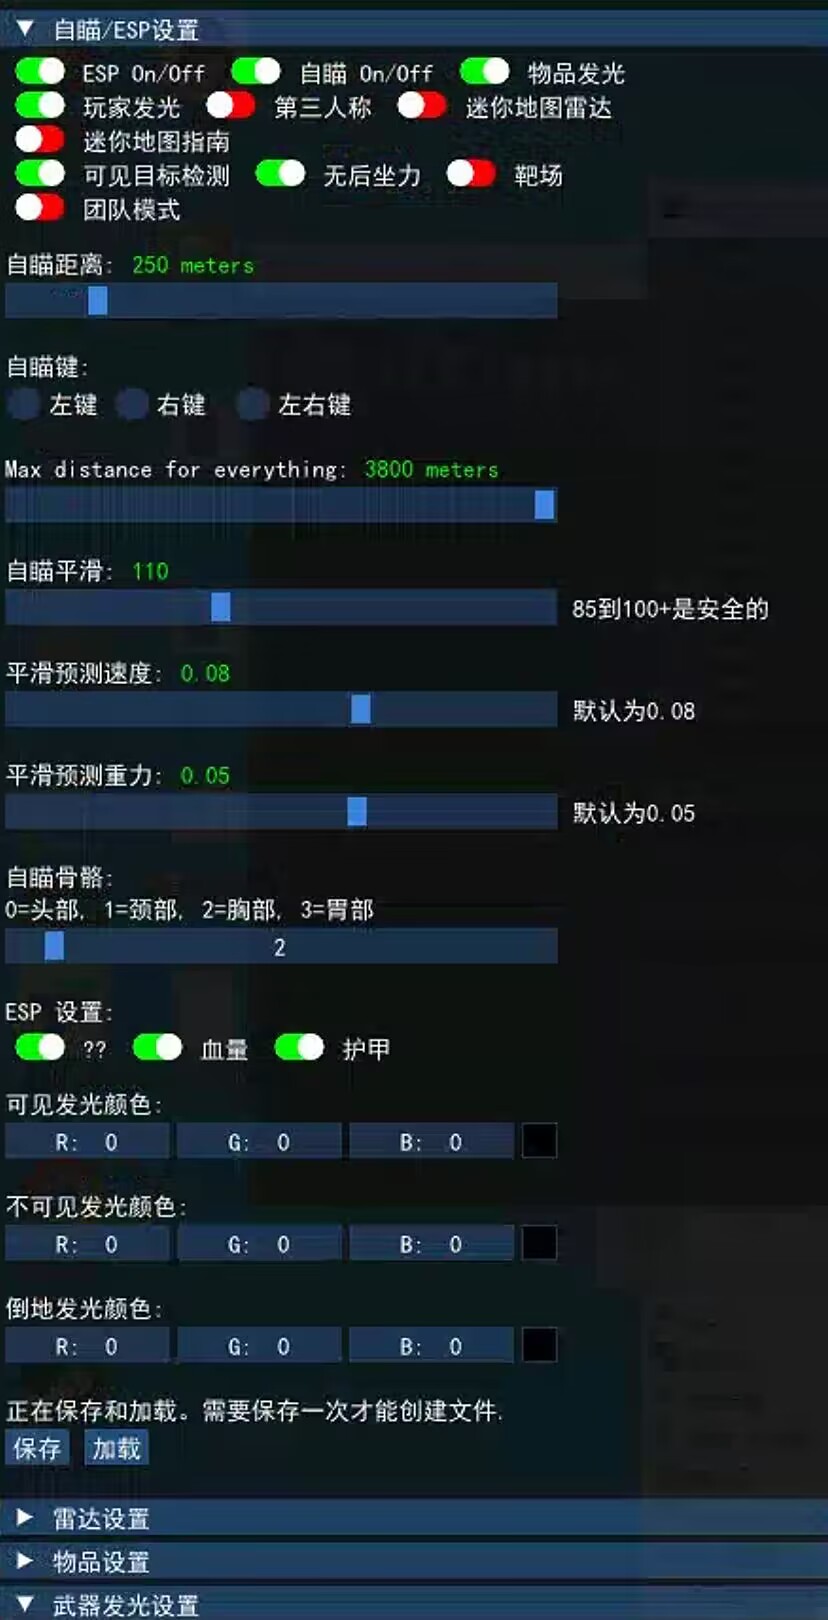 自瞄/ESP设置
ESP On/Off 自瞄 On/Off 物品发光
玩家发光 第三人称 迷你地图雷达
迷你地图指南
可见目标检测 无后坐力 靶场
团队模式
自瞄距离: 250 meters
自瞄键:
左键 右键 左右键
Max distance for everything: 3800 meters
自瞄平滑: 110
85到100+是安全的
平滑预测速度: 0.08
默认为0.08
平滑预测重力: 0.05
默认为0.05
自瞄骨骼:
0=头部, 1=颈部, 2=胸部, 3=胃部
2
ESP 设置:
?? 血量 护甲
可见发光颜色:
R: 0 G: 0 B: 0
不可见发光颜色:
R: 0 G: 0 B: 0
倒地发光颜色:
R: 0 G: 0 B: 0
正在保存和加载。需要保存一次才能创建文件.
保存 加载
雷达设置
物品设置
武器发光设置